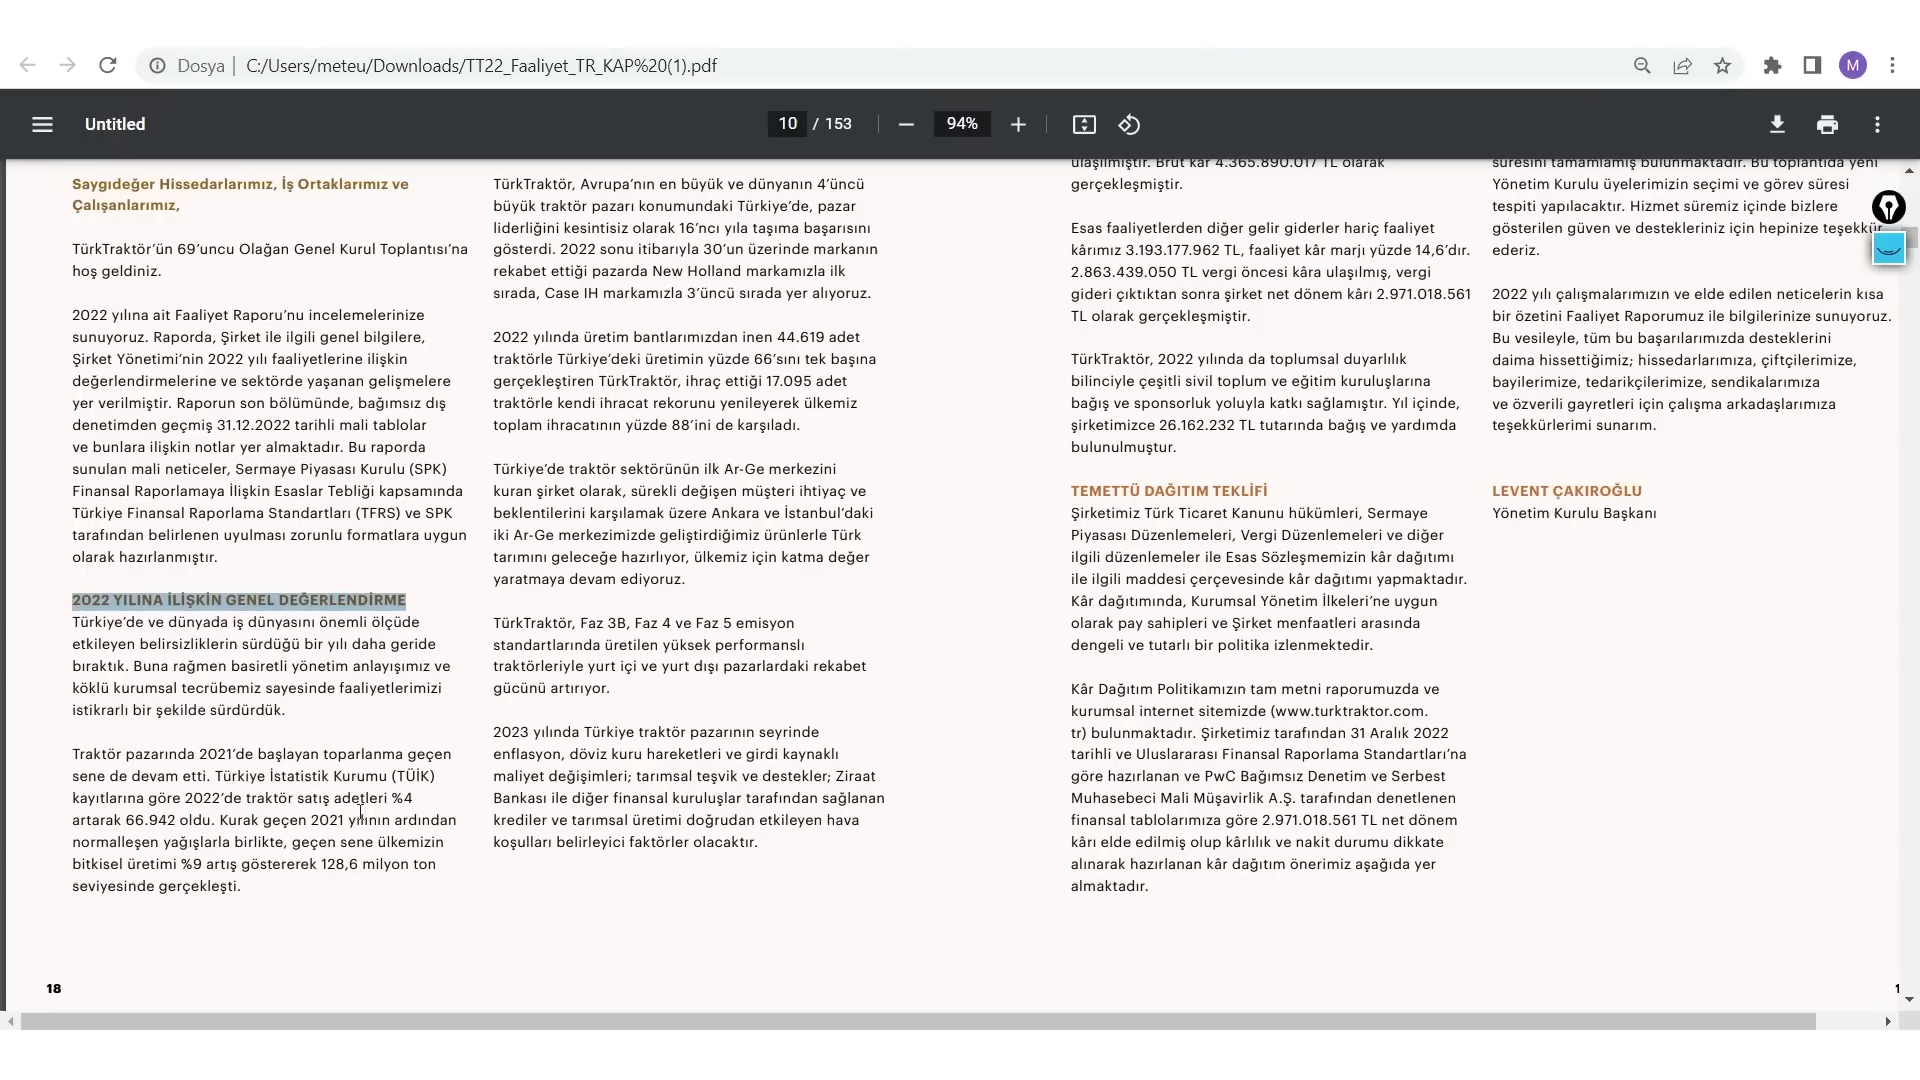 Dosya | C:/Users/meteu/Downloads/TT22_Faaliyet_TR_KAP%20(1).pdf
M
Untitled
10 / 153
94%
Saygıdeğer Hissedarlarımız, İş Ortaklarımız ve
Çalışanlarımız,
TürkTraktör’ün 69’uncu Olağan Genel Kurul Toplantısı’na
hoş geldiniz.
2022 yılına ait Faaliyet Raporu’nu incelemelerinize
sunuyoruz. Raporda, Şirket ile ilgili genel bilgilere,
Şirket Yönetimi’nin 2022 yılı faaliyetlerine ilişkin
değerlendirmelerine ve sektörde yaşanan gelişmelere
yer verilmiştir. Raporun son bölümünde, bağımsız dış
denetimden geçmiş 31.12.2022 tarihli mali tablolar
ve bunlara ilişkin notlar yer almaktadır. Bu raporda
sunulan mali neticeler, Sermaye Piyasası Kurulu (SPK)
Finansal Raporlamaya İlişkin Esaslar Tebliği kapsamında
Türkiye Finansal Raporlama Standartları (TFRS) ve SPK
tarafından belirlenen uyulması zorunlu formatlara uygun
olarak hazırlanmıştır.
2022 YILINA İLİŞKİN GENEL DEĞERLENDİRME
Türkiye’de ve dünyada iş dünyasını önemli ölçüde
etkileyen belirsizliklerin sürdüğü bir yılı daha geride
bıraktık. Buna rağmen basiretli yönetim anlayışımız ve
köklü kurumsal tecrübemiz sayesinde faaliyetlerimizi
istikrarlı bir şekilde sürdürdük.
Traktör pazarında 2021’de başlayan toparlanma geçen
sene de devam etti. Türkiye İstatistik Kurumu (TÜİK)
kayıtlarına göre 2022’de traktör satış adetleri %4
artarak 66.942 oldu. Kurak geçen 2021 yılının ardından
normalleşen yağışlarla birlikte, geçen sene ülkemizin
bitkisel üretimi %9 artış göstererek 128,6 milyon ton
seviyesinde gerçekleşti.
18
TürkTraktör, Avrupa’nın en büyük ve dünyanın 4’üncü
büyük traktör pazarı konumundaki Türkiye’de, pazar
liderliğini kesintisiz olarak 16’ncı yıla taşıma başarısını
gösterdi. 2022 sonu itibarıyla 30’un üzerinde markanın
rekabet ettiği pazarda New Holland markamızla ilk
sırada, Case IH markamızla 3’üncü sırada yer alıyoruz.
2022 yılında üretim bantlarımızdan inen 44.619 adet
traktörle Türkiye’deki üretimin yüzde 66’sını tek başına
gerçekleştiren TürkTraktör, ihraç ettiği 17.095 adet
traktörle kendi ihracat rekorunu yenileyerek ülkemiz
toplam ihracatının yüzde 88’ini de karşıladı.
Türkiye’de traktör sektörünün ilk Ar-Ge merkezini
kuran şirket olarak, sürekli değişen müşteri ihtiyaç ve
beklentilerini karşılamak üzere Ankara ve İstanbul’daki
iki Ar-Ge merkezimizde geliştirdiğimiz ürünlerle Türk
tarımını geleceğe hazırlıyor, ülkemiz için katma değer
yaratmaya devam ediyoruz.
TürkTraktör, Faz 3B, Faz 4 ve Faz 5 emisyon
standartlarında üretilen yüksek performanslı
traktörleriyle yurt içi ve yurt dışı pazarlardaki rekabet
gücünü artırıyor.
2023 yılında Türkiye traktör pazarının seyrinde
enflasyon, döviz kuru hareketleri ve girdi kaynaklı
maliyet değişimleri; tarımsal teşvik ve destekler; Ziraat
Bankası ile diğer finansal kuruluşlar tarafından sağlanan
krediler ve tarımsal üretimi doğrudan etkileyen hava
koşulları belirleyici faktörler olacaktır.
ulaşılmıştır. Brüt kâr 4.365.890.017 TL olarak
gerçekleşmiştir.
Esas faaliyetlerden diğer gelir giderler hariç faaliyet
kârımız 3.193.177.962 TL, faaliyet kâr marjı yüzde 14,6’dır.
2.863.439.050 TL vergi öncesi kâra ulaşılmış, vergi
gideri çıktıktan sonra şirket net dönem kârı 2.971.018.561
TL olarak gerçekleşmiştir.
TürkTraktör, 2022 yılında da toplumsal duyarlılık
bilinciyle çeşitli sivil toplum ve eğitim kuruluşlarına
bağış ve sponsorluk yoluyla katkı sağlamıştır. Yıl içinde,
şirketimizce 26.162.232 TL tutarında bağış ve yardımda
bulunulmuştur.
TEMETTÜ DAĞITIM TEKLİFİ
Şirketimiz Türk Ticaret Kanunu hükümleri, Sermaye
Piyasası Düzenlemeleri, Vergi Düzenlemeleri ve diğer
ilgili düzenlemeler ile Esas Sözleşmemizin kâr dağıtımı
ile ilgili maddesi çerçevesinde kâr dağıtımı yapmaktadır.
Kâr dağıtımında, Kurumsal Yönetim İlkeleri’ne uygun
olarak pay sahipleri ve Şirket menfaatleri arasında
dengeli ve tutarlı bir politika izlenmektedir.
Kâr Dağıtım Politikamızın tam metni raporumuzda ve
kurumsal internet sitemizde (www.turktraktor.com.
tr) bulunmaktadır. Şirketimiz tarafından 31 Aralık 2022
tarihli ve Uluslararası Finansal Raporlama Standartları’na
göre hazırlanan ve PwC Bağımsız Denetim ve Serbest
Muhasebeci Mali Müşavirlik A.Ş. tarafından denetlenen
finansal tablolarımıza göre 2.971.018.561 TL net dönem
kârı elde edilmiş olup kârlılık ve nakit durumu dikkate
alınarak hazırlanan kâr dağıtım önerimiz aşağıda yer
almaktadır.
süresini tamamlamış bulunmaktadır. Bu toplantıda yeni
Yönetim Kurulu üyelerimizin seçimi ve görev süresi
tespiti yapılacaktır. Hizmet süremiz içinde bizlere
gösterilen güven ve destekleriniz için hepinize teşekkür
ederiz.
2022 yılı çalışmalarımızın ve elde edilen neticelerin kısa
bir özetini Faaliyet Raporumuz ile bilgilerinize sunuyoruz.
Bu vesileyle, tüm bu başarılarımızda desteklerini
daima hissettiğimiz; hissedarlarımıza, çiftçilerimize,
bayilerimize, tedarikçilerimize, sendikalarımıza
ve özverili gayretleri için çalışma arkadaşlarımıza
teşekkürlerimi sunarım.
LEVENT ÇAKIROĞLU
Yönetim Kurulu Başkanı
1